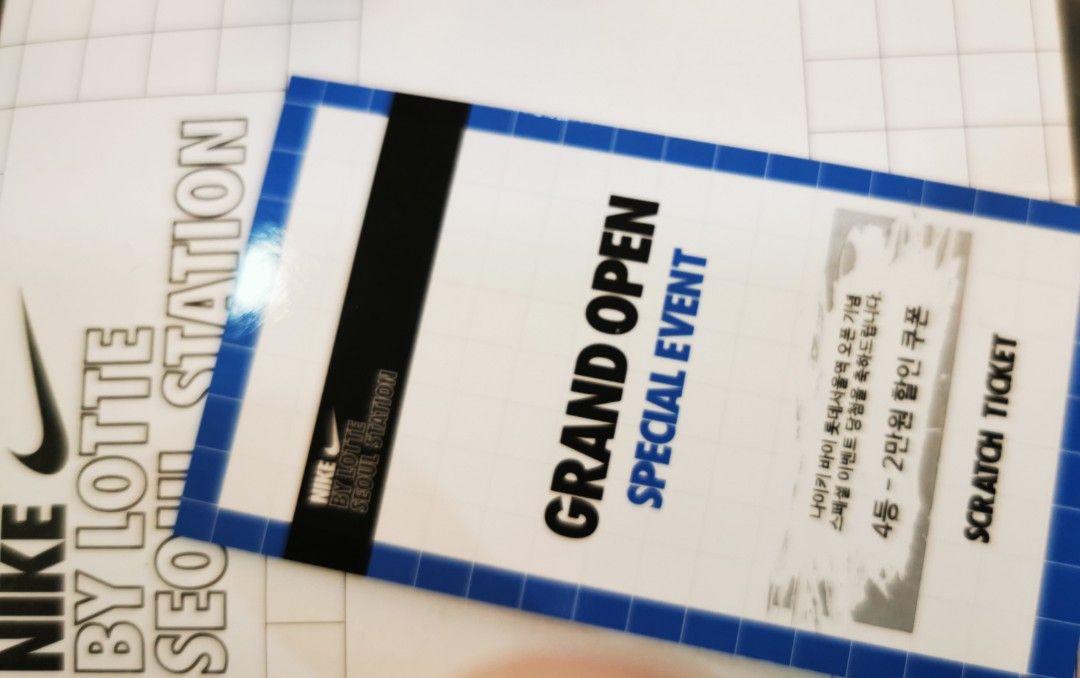 NIKE
BY LOTTE
SEOUL STATION
NIKE
BY LOTTE
SEOUL STATION
GRAND OPEN
SPECIAL EVENT
나이키 바이 롯데서울역 오픈 기념
스페셜 이벤트 당첨을 축하드립니다.
4등 - 2만원 할인 쿠폰
SCRATCH TICKET